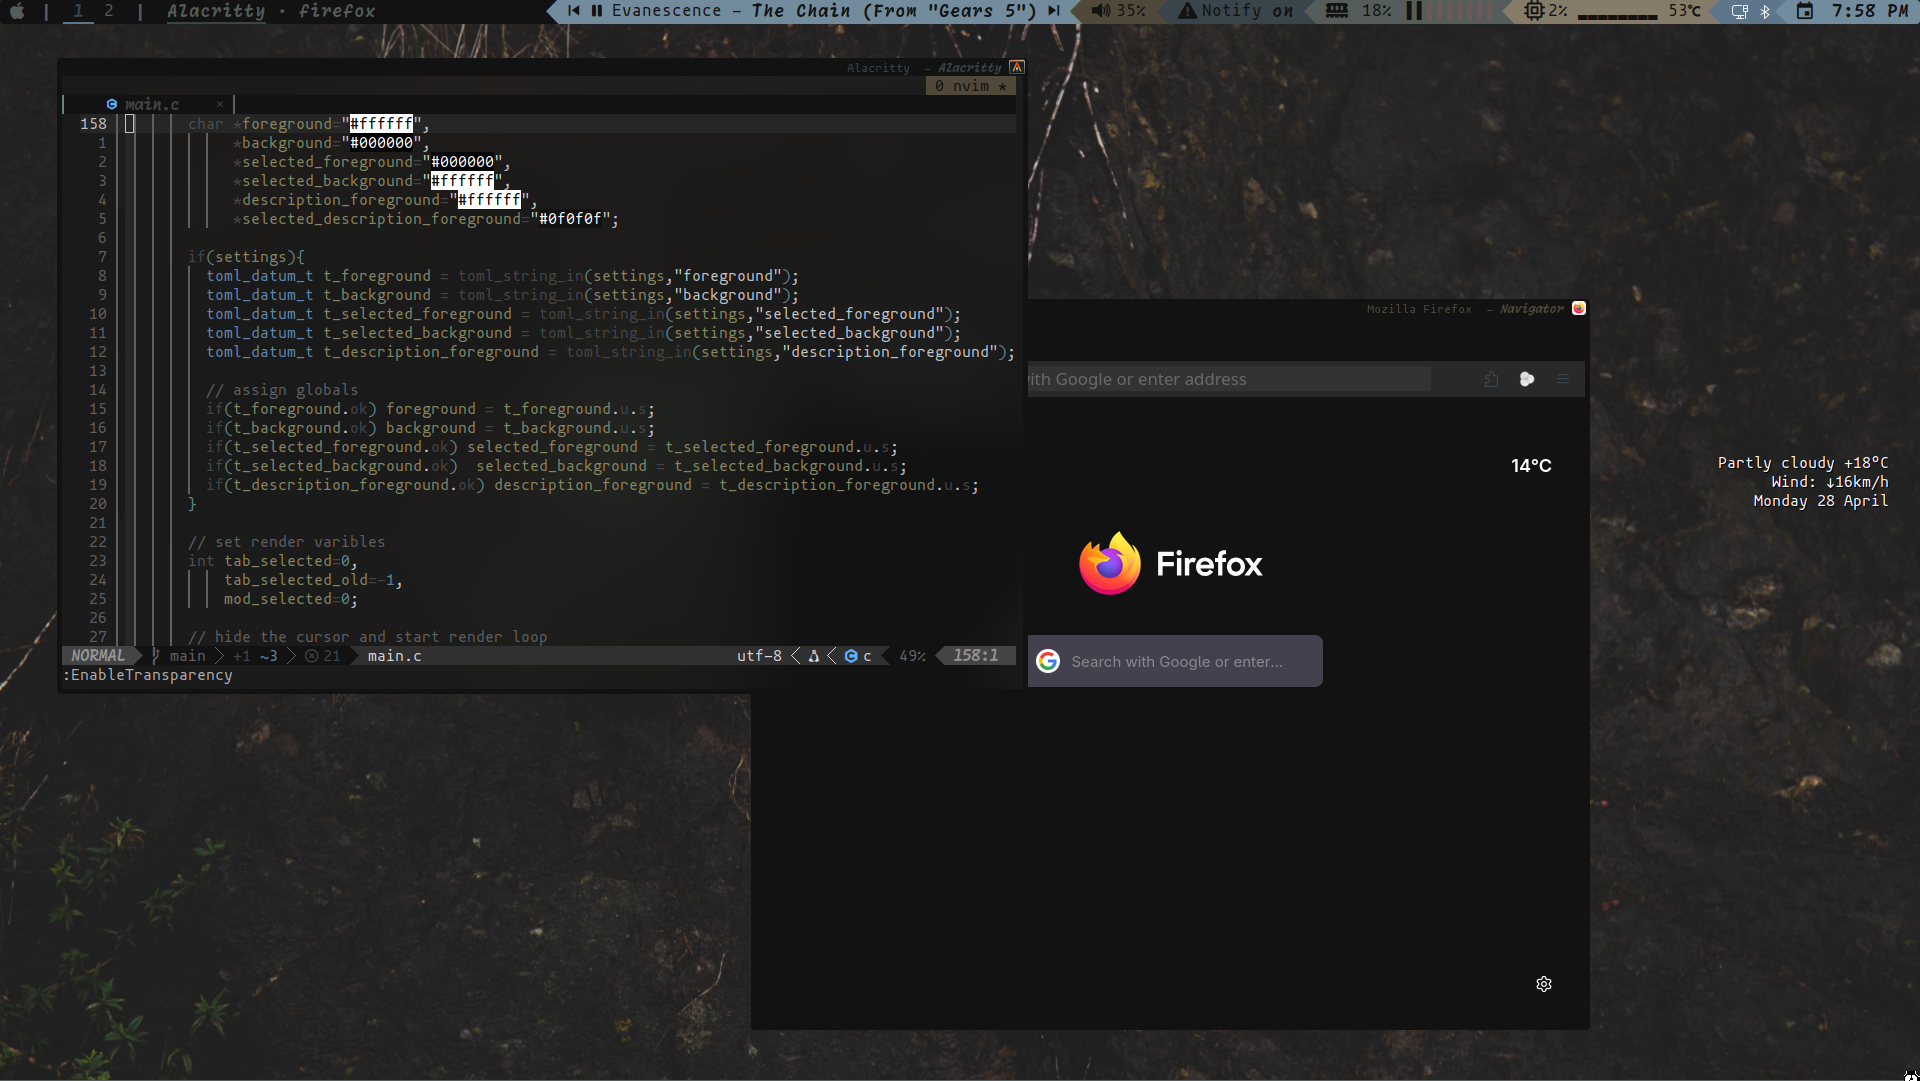 | 1 2 | Alacritty · firefox
Evanescence – The Chain (From "Gears 5")
35%
Notify on
18%
2%
53℃
7:58 PM
Alacritty – Alacritty
0 nvim *
main.c ×
158 char *foreground="#ffffff",
1 *background="#000000",
2 *selected_foreground="#000000",
3 *selected_background="#ffffff",
4 *description_foreground="#ffffff",
5 *selected_description_foreground="#0f0f0f";
6
7 if(settings){
8 toml_datum_t t_foreground = toml_string_in(settings,"foreground");
9 toml_datum_t t_background = toml_string_in(settings,"background");
10 toml_datum_t t_selected_foreground = toml_string_in(settings,"selected_foreground");
11 toml_datum_t t_selected_background = toml_string_in(settings,"selected_background");
12 toml_datum_t t_description_foreground = toml_string_in(settings,"description_foreground");
13
14 // assign globals
15 if(t_foreground.ok) foreground = t_foreground.u.s;
16 if(t_background.ok) background = t_background.u.s;
17 if(t_selected_foreground.ok) selected_foreground = t_selected_foreground.u.s;
18 if(t_selected_background.ok)  selected_background = t_selected_background.u.s;
19 if(t_description_foreground.ok) description_foreground = t_description_foreground.u.s;
20 }
21
22 // set render varibles
23 int tab_selected=0,
24 tab_selected_old=-1,
25 mod_selected=0;
26
27 // hide the cursor and start render loop
NORMAL main +1 ~3 21 main.c utf-8 c 49% 158:1
:EnableTransparency
Mozilla Firefox – Navigator
ith Google or enter address
14°C
Firefox
Search with Google or enter...
Partly cloudy +18°C
Wind: ↓16km/h
Monday 28 April